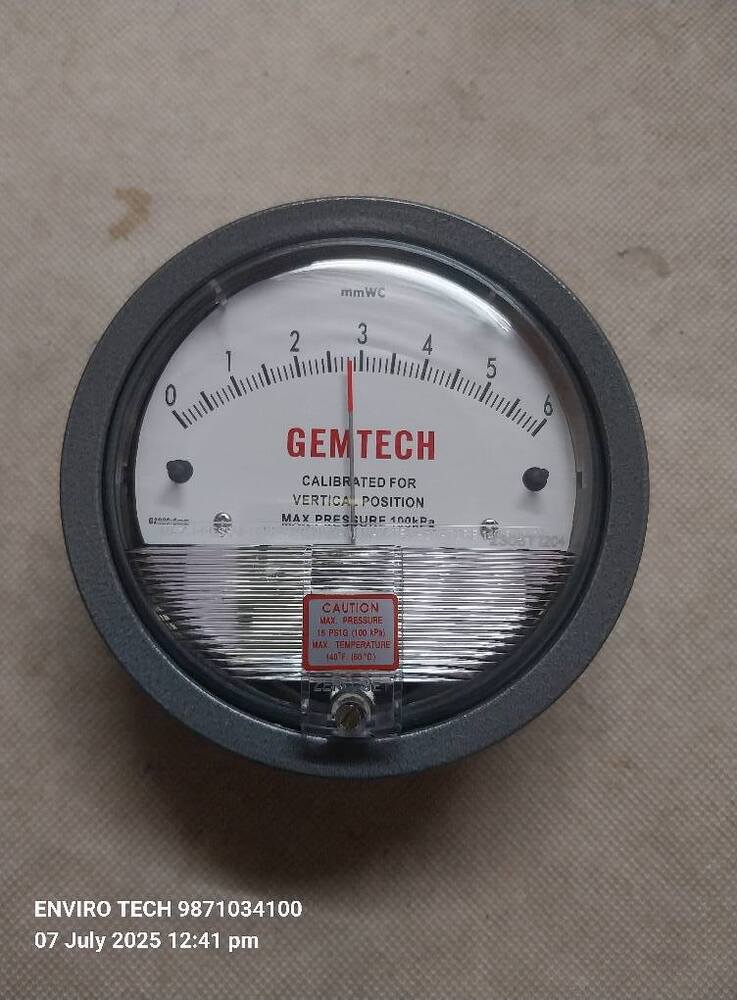 mmWC
0 1 2 3 4 5 6
GEMTECH
CALIBRATED FOR
VERTICAL POSITION
MAX PRESSURE 100kPa
CAUTION
MAX. PRESSURE
15 PSIG (100 kPa)
MAX. TEMPERATURE
140°F. (60°C)
ENVIRO TECH 9871034100
07 July 2025 12:41 pm